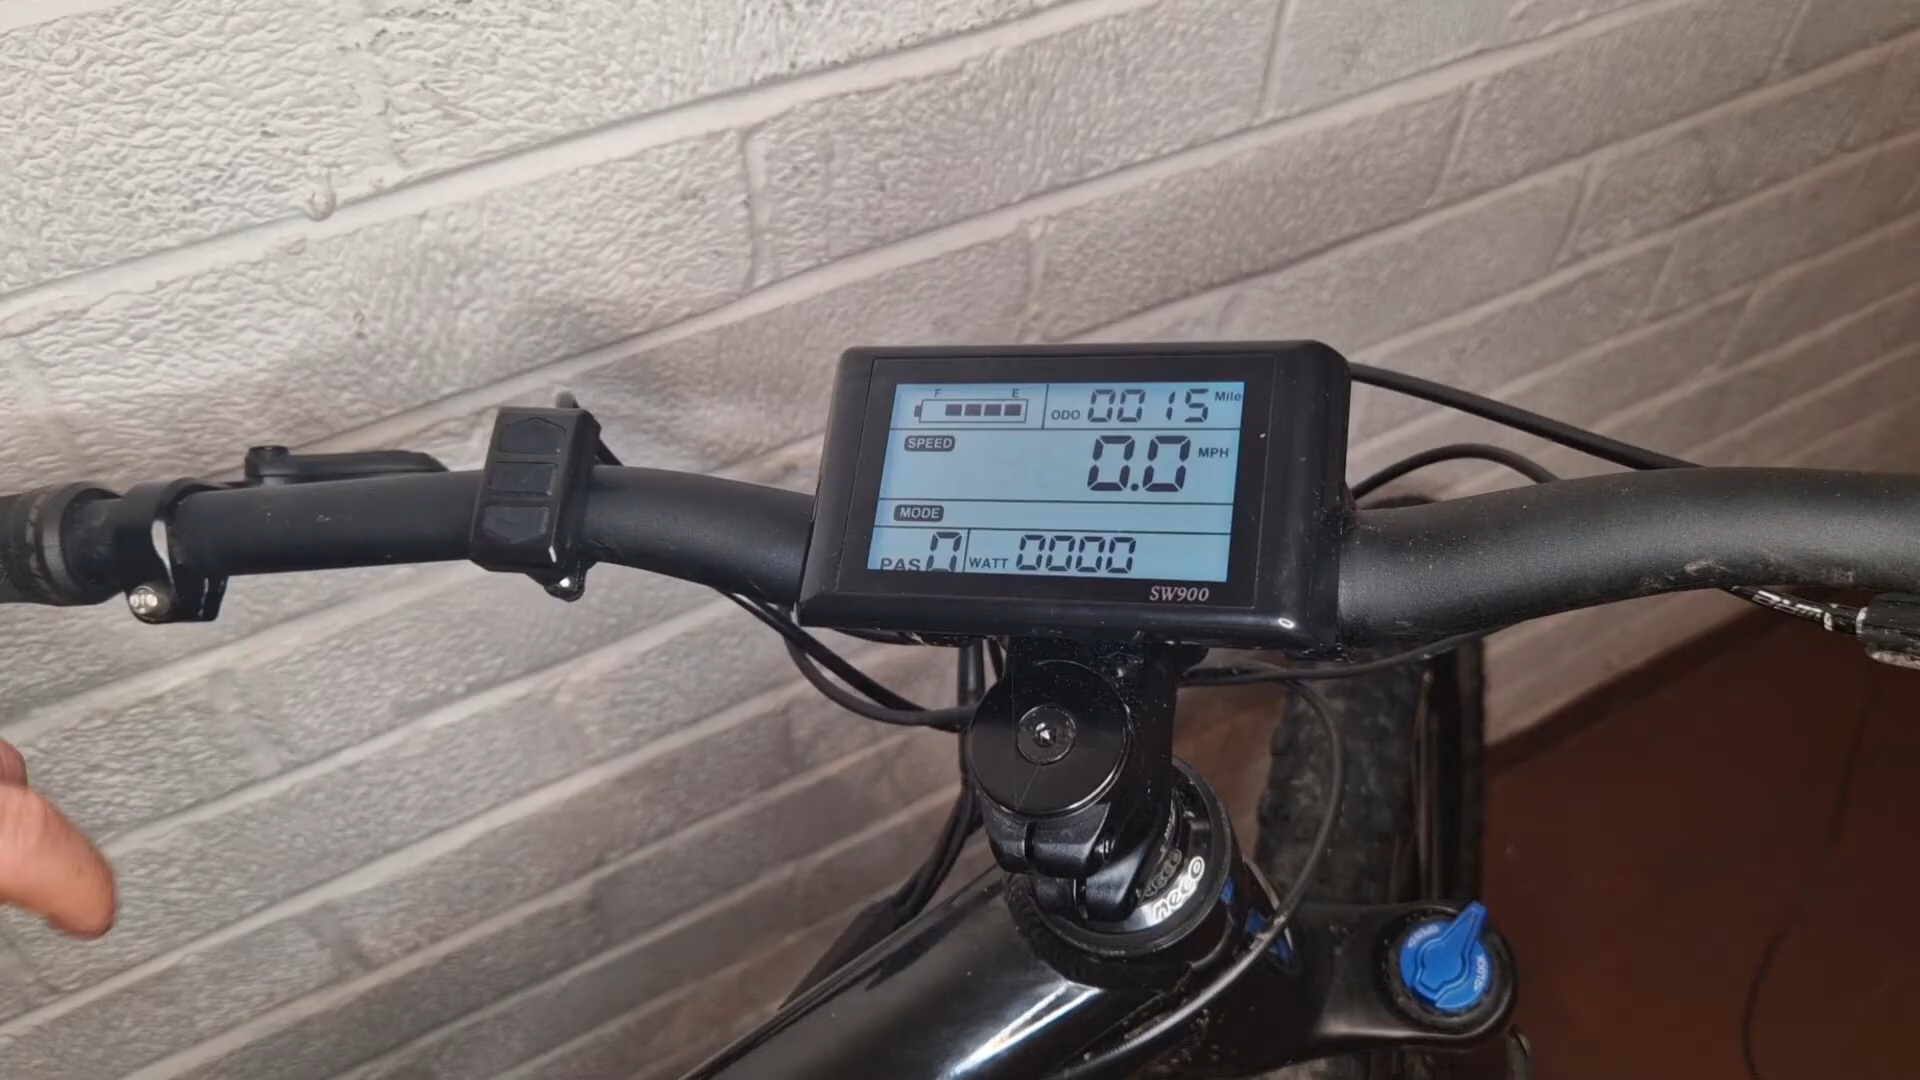 F E
ODO 0015 Mile
SPEED 0.0 MPH
MODE
PAS 0 WATT 0000
SW900
neco